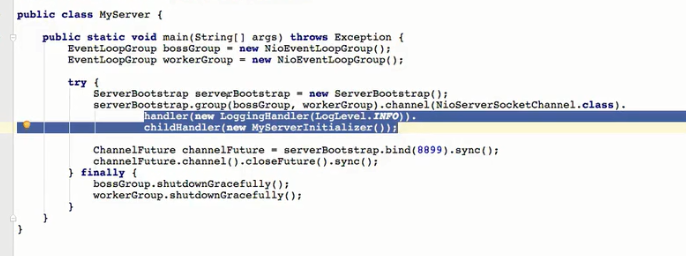 public class MyServer {
public static void main(String[] args) throws Exception {
EventLoopGroup bossGroup = new NioEventLoopGroup();
EventLoopGroup workerGroup = new NioEventLoopGroup();
try {
ServerBootstrap serverBootstrap = new ServerBootstrap();
serverBootstrap.group(bossGroup, workerGroup).channel(NioServerSocketChannel.class).
handler(new LoggingHandler(LogLevel.INFO)).
childHandler(new MyServerInitializer());
ChannelFuture channelFuture = serverBootstrap.bind(8899).sync();
channelFuture.channel().closeFuture().sync();
} finally {
bossGroup.shutdownGracefully();
workerGroup.shutdownGracefully();
}
}
}